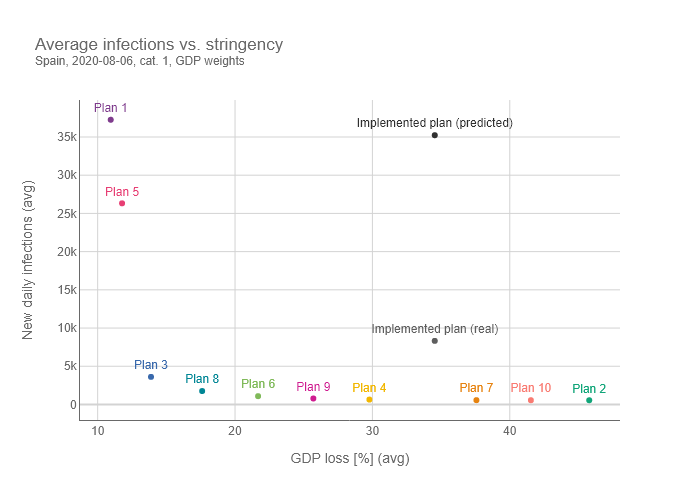 Average infections vs. stringency
Spain, 2020-08-06, cat. 1, GDP weights
Plan 1
Implemented plan (predicted)
35k
30k
Plan 5
25k
20k
15k
10k
Implemented plan (real)
5k
Plan 3
Plan 8
Plan 6
Plan 9
Plan 4
Plan 7
Plan 10
Plan 2
0
10
20
30
40
New daily infections (avg)
GDP loss [%] (avg)